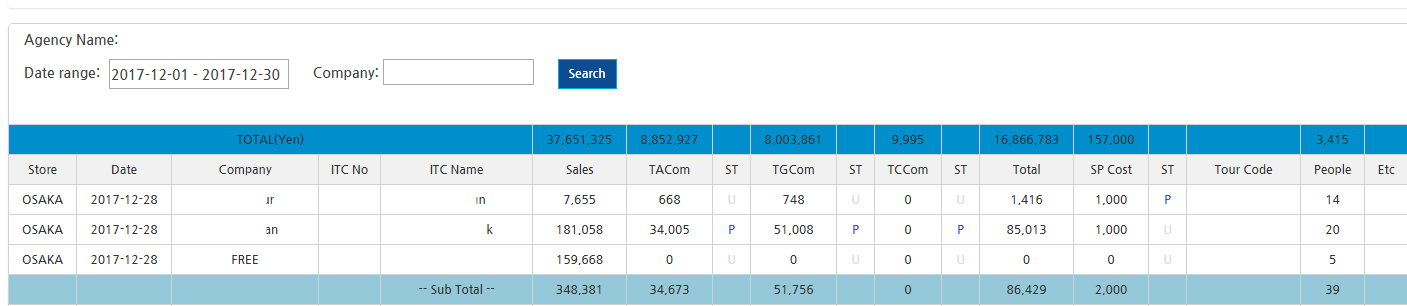 Agency Name:
Date range: 2017-12-01 - 2017-12-30 Company: Search
TOTAL(Yen) 37,651,325 8,852,927 8,003,861 9,995 16,866,783 157,000 3,415
Store Date Company ITC No ITC Name Sales TACom ST TGCom ST TCCom ST Total SP Cost ST Tour Code People Etc
OSAKA 2017-12-28 7,655 668 U 748 U 0 U 1,416 1,000 P 14
OSAKA 2017-12-28 an k 181,058 34,005 P 51,008 P 0 P 85,013 1,000 U 20
OSAKA 2017-12-28 FREE 159,668 0 U 0 U 0 U 0 0 U 5
-- Sub Total -- 348,381 34,673 51,756 0 86,429 2,000 39